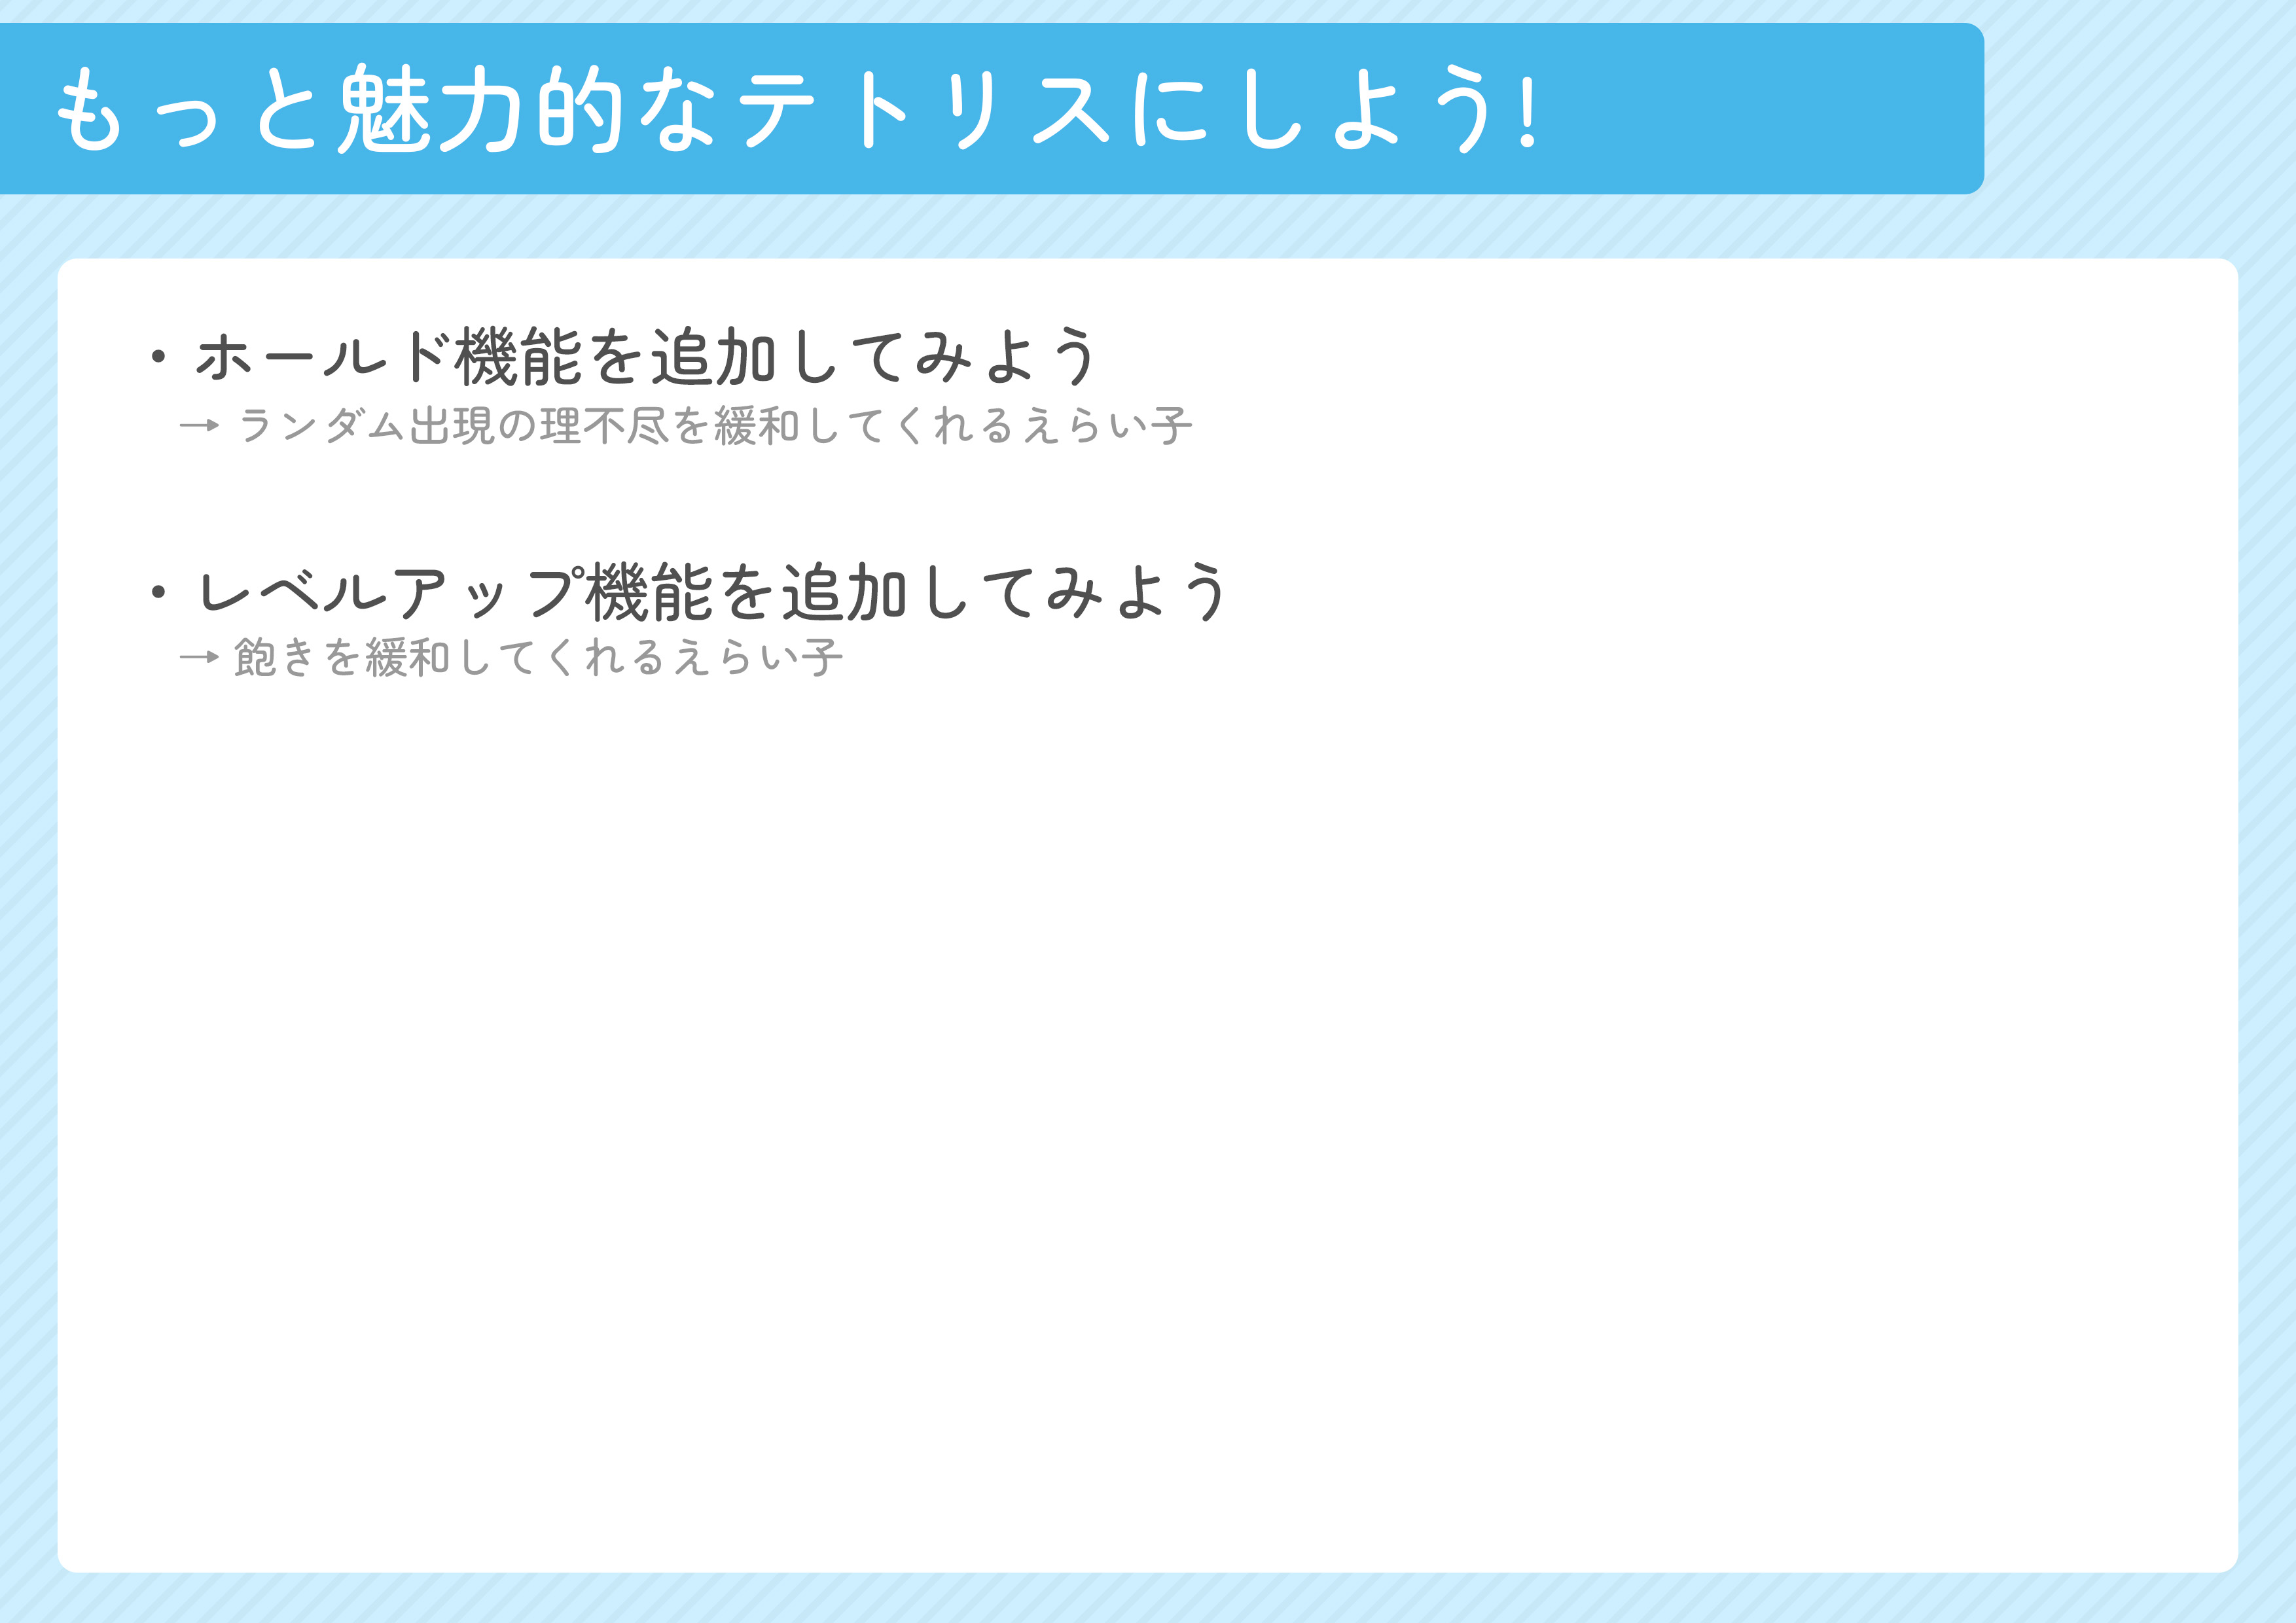 もっと魅力的なテトリスにしよう!
・ホールド機能を追加してみよう
→ ランダム出現の理不尽を緩和してくれるえらい子
・レベルアップ機能を追加してみよう
→ 飽きを緩和してくれるえらい子